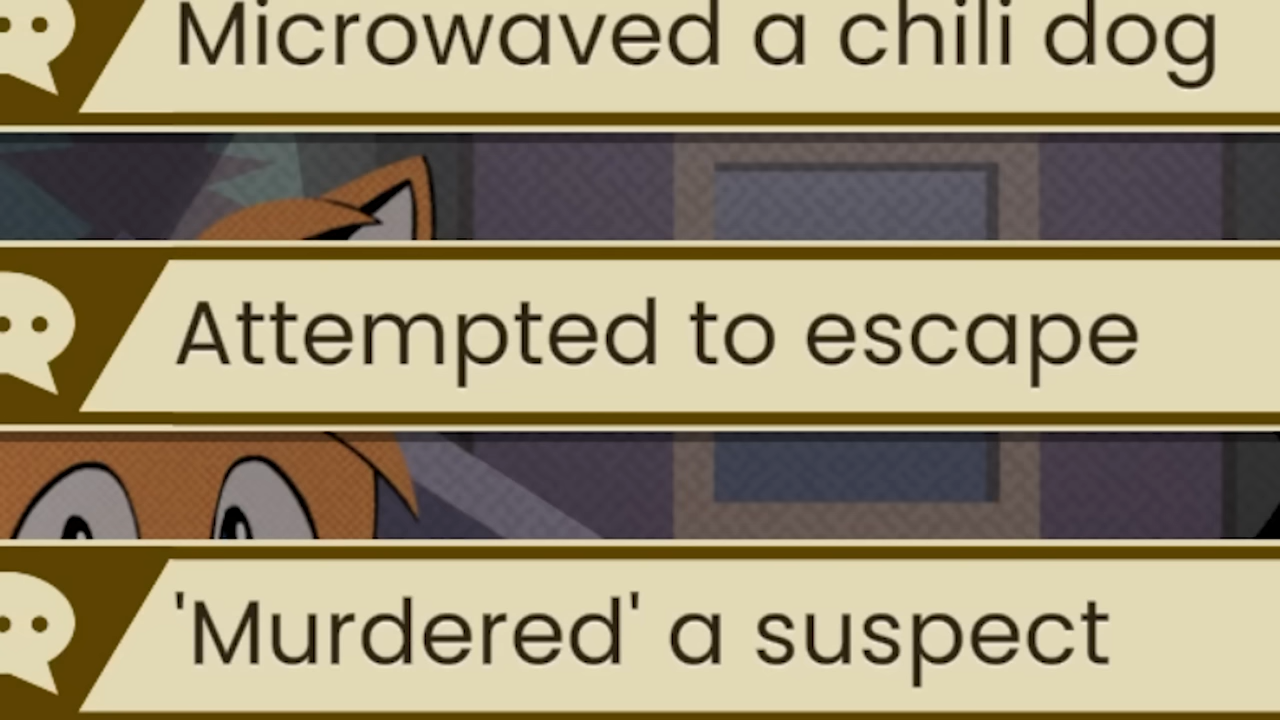 Microwaved a chili dog
Attempted to escape
'Murdered' a suspect